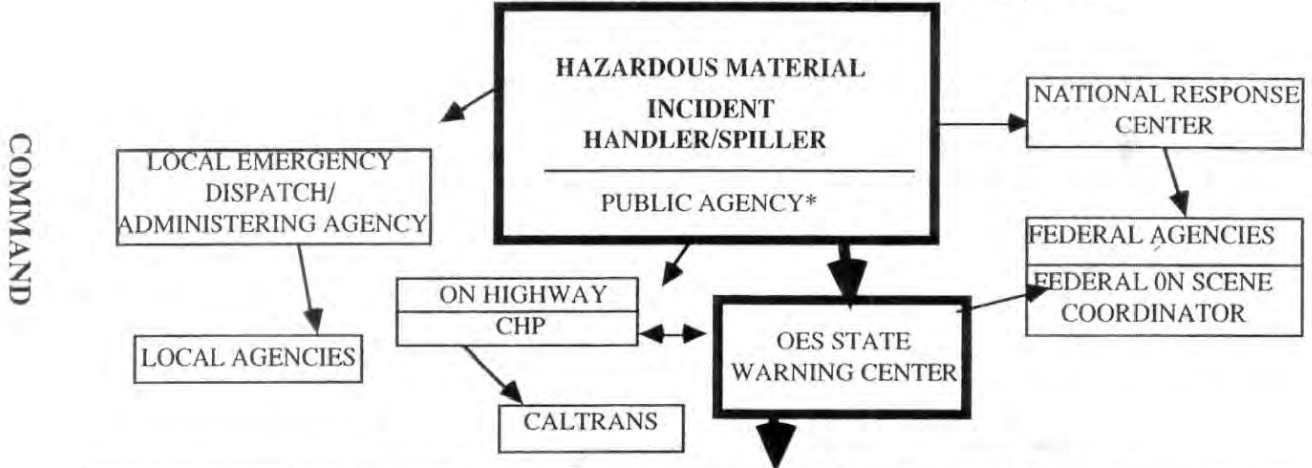 COMMAND
HAZARDOUS MATERIAL
INCIDENT
HANDLER/SPILLER
PUBLIC AGENCY*
NATIONAL RESPONSE
CENTER
LOCAL EMERGENCY
DISPATCH/
ADMINISTERING AGENCY
FEDERAL AGENCIES
FEDERAL 0N SCENE
COORDINATOR
ON HIGHWAY
CHP
OES STATE
WARNING CENTER
LOCAL AGENCIES
CALTRANS